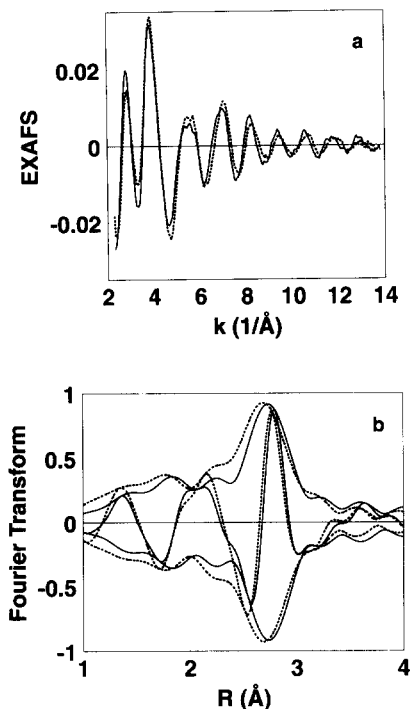 a
0.02
0
-0.02
EXAFS
2 4 6 8 10 12 14
k (1/Å)
b
1
0.5
0
-0.5
-1
Fourier Transform
1 2 3 4
R (Å)